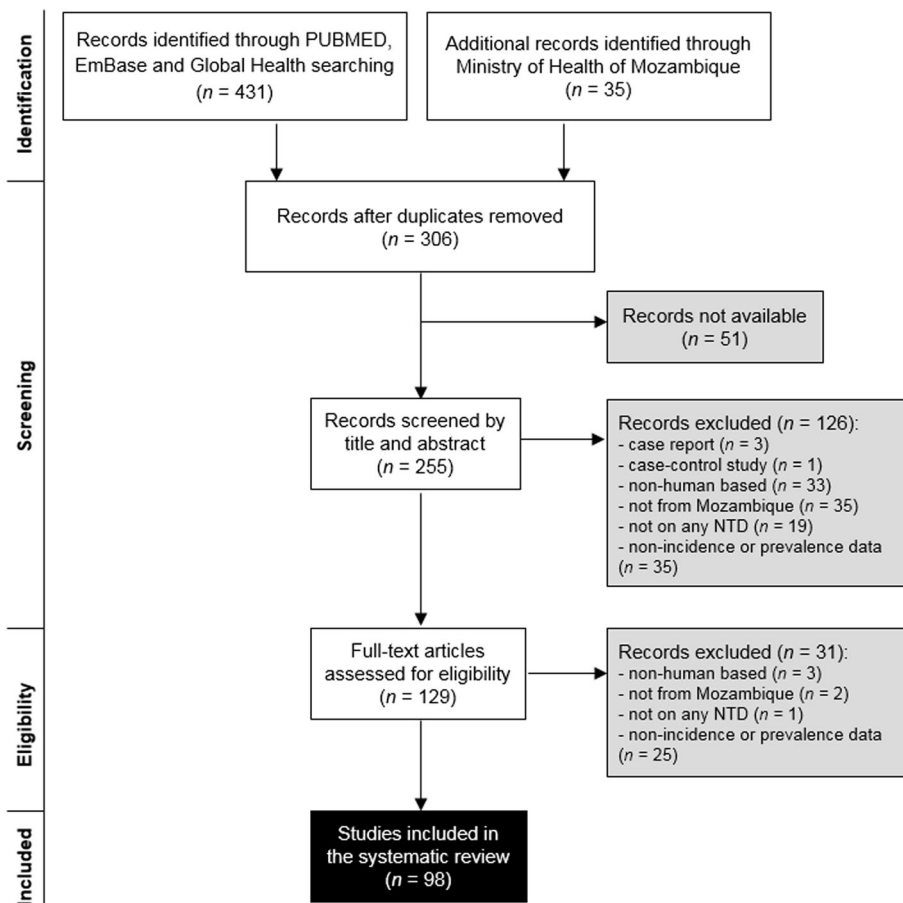 Identification
Records identified through PUBMED,
EmBase and Global Health searching
(n = 431)
Additional records identified through
Ministry of Health of Mozambique
(n = 35)
Screening
Records after duplicates removed
(n = 306)
Records not available
(n = 51)
Records screened by
title and abstract
(n = 255)
Records excluded (n = 126):
- case report (n = 3)
- case-control study (n = 1)
- non-human based (n = 33)
- not from Mozambique (n = 35)
- not on any NTD (n = 19)
- non-incidence or prevalence data
(n = 35)
Eligibility
Full-text articles
assessed for eligibility
(n = 129)
Records excluded (n = 31):
- non-human based (n = 3)
- not from Mozambique (n = 2)
- not on any NTD (n = 1)
- non-incidence or prevalence data
(n = 25)
Included
Studies included in
the systematic review
(n = 98)